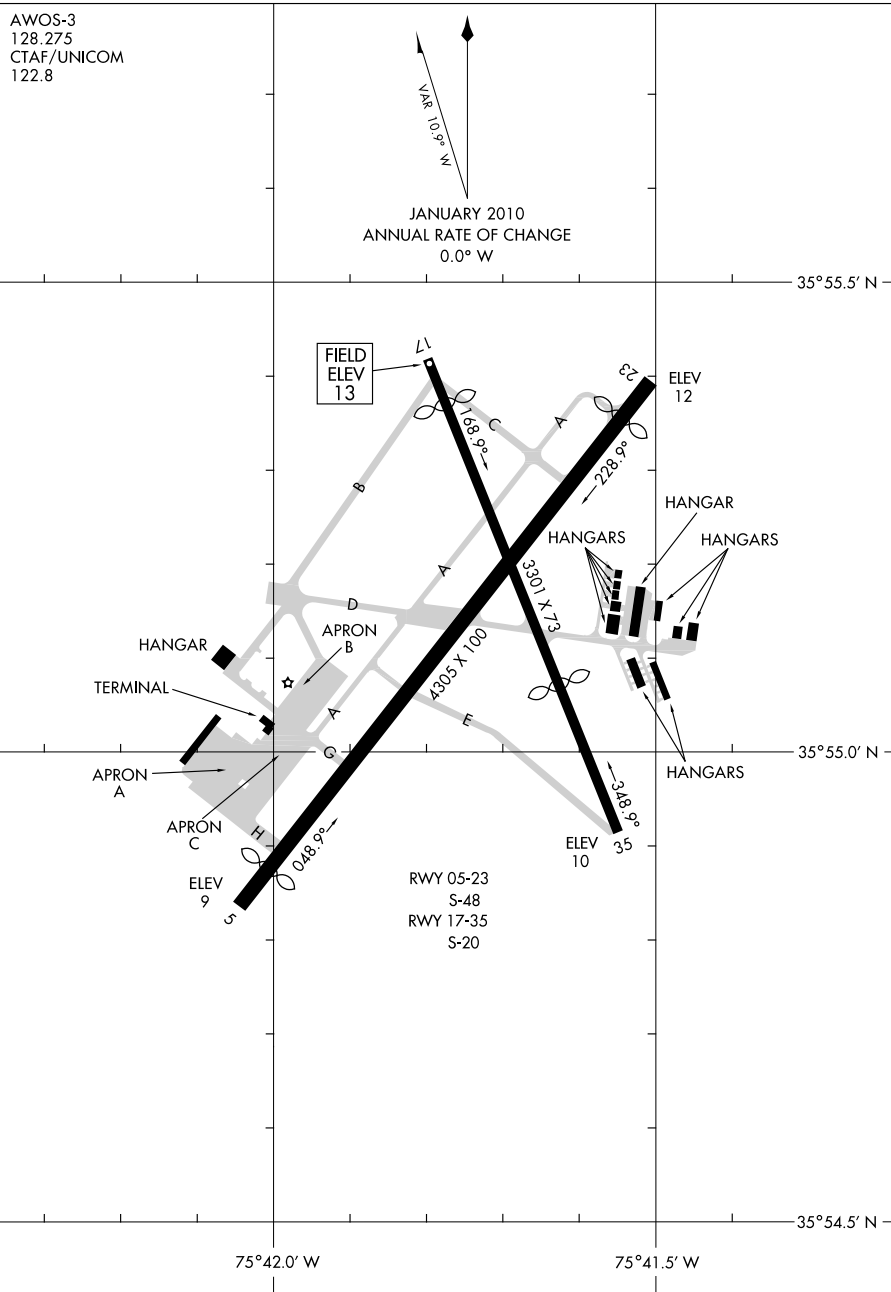 AWOS-3
128.275
CTAF/UNICOM
122.8
VAR 10.9° W
JANUARY 2010
ANNUAL RATE OF CHANGE
0.0° W
35°55.5' N
17
FIELD
ELEV
13
23
ELEV
12
168.9°
C
A
228.9°
B
HANGAR
HANGARS
HANGARS
A
3301 X 73
D
APRON
B
HANGAR
4305 X 100
TERMINAL
A
E
G
35°55.0' N
APRON
A
HANGARS
348.9°
APRON
C
H
048.9°
ELEV
10
35
ELEV
9
5
RWY 05-23
S-48
RWY 17-35
S-20
35°54.5' N
75°42.0' W
75°41.5' W